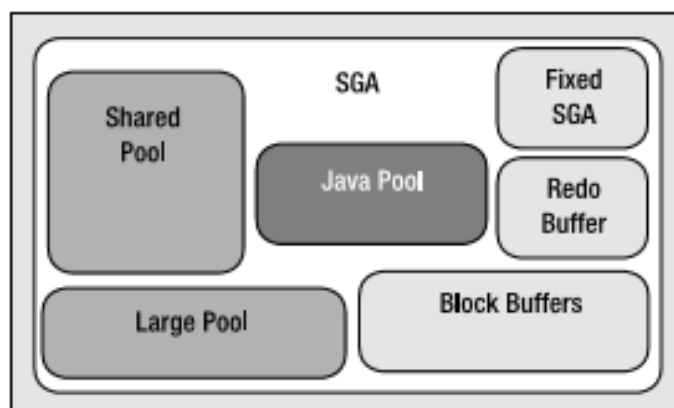 SGA
Shared
Pool
Fixed
SGA
Java Pool
Redo
Buffer
Large Pool
Block Buffers